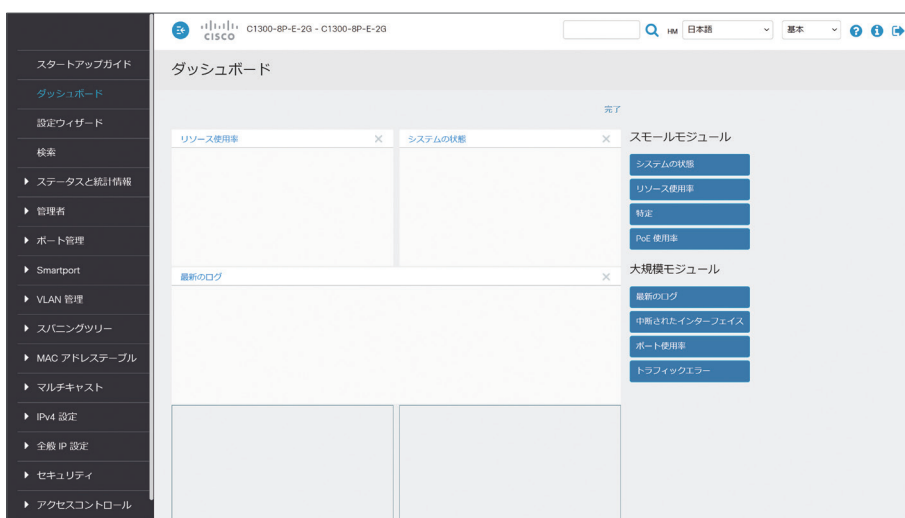 CISCO C1300-8P-E-2G - C1300-8P-E-2G HM 日本語 基本
スタートアップガイド
ダッシュボード
設定ウィザード
検索
ステータスと統計情報
管理者
ポート管理
Smartport
VLAN 管理
スパニングツリー
MAC アドレステーブル
マルチキャスト
IPv4 設定
全般 IP 設定
セキュリティ
アクセスコントロール
ダッシュボード
完了
リソース使用率
システムの状態
最新のログ
スモールモジュール
システムの状態
リソース使用率
特定
PoE 使用率
大規模モジュール
最新のログ
中断されたインターフェイス
ポート使用率
トラフィックエラー